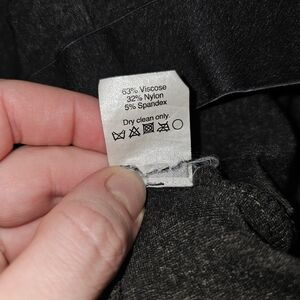 63% Viscose
32% Nylon
5% Spandex
Dry clean only